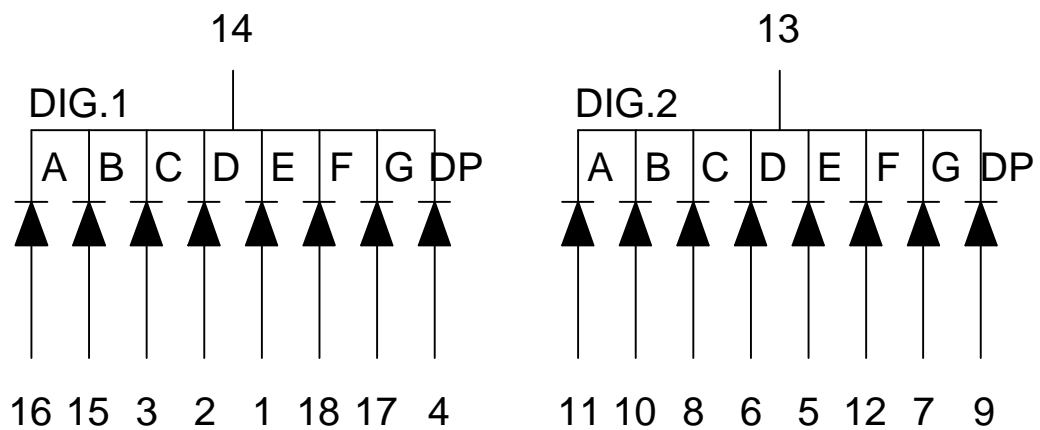 14 13
DIG.1 DIG.2
A B C D E F G DP A B C D E F G DP
16 15 3 2 1 18 17 4 11 10 8 6 5 12 7 9